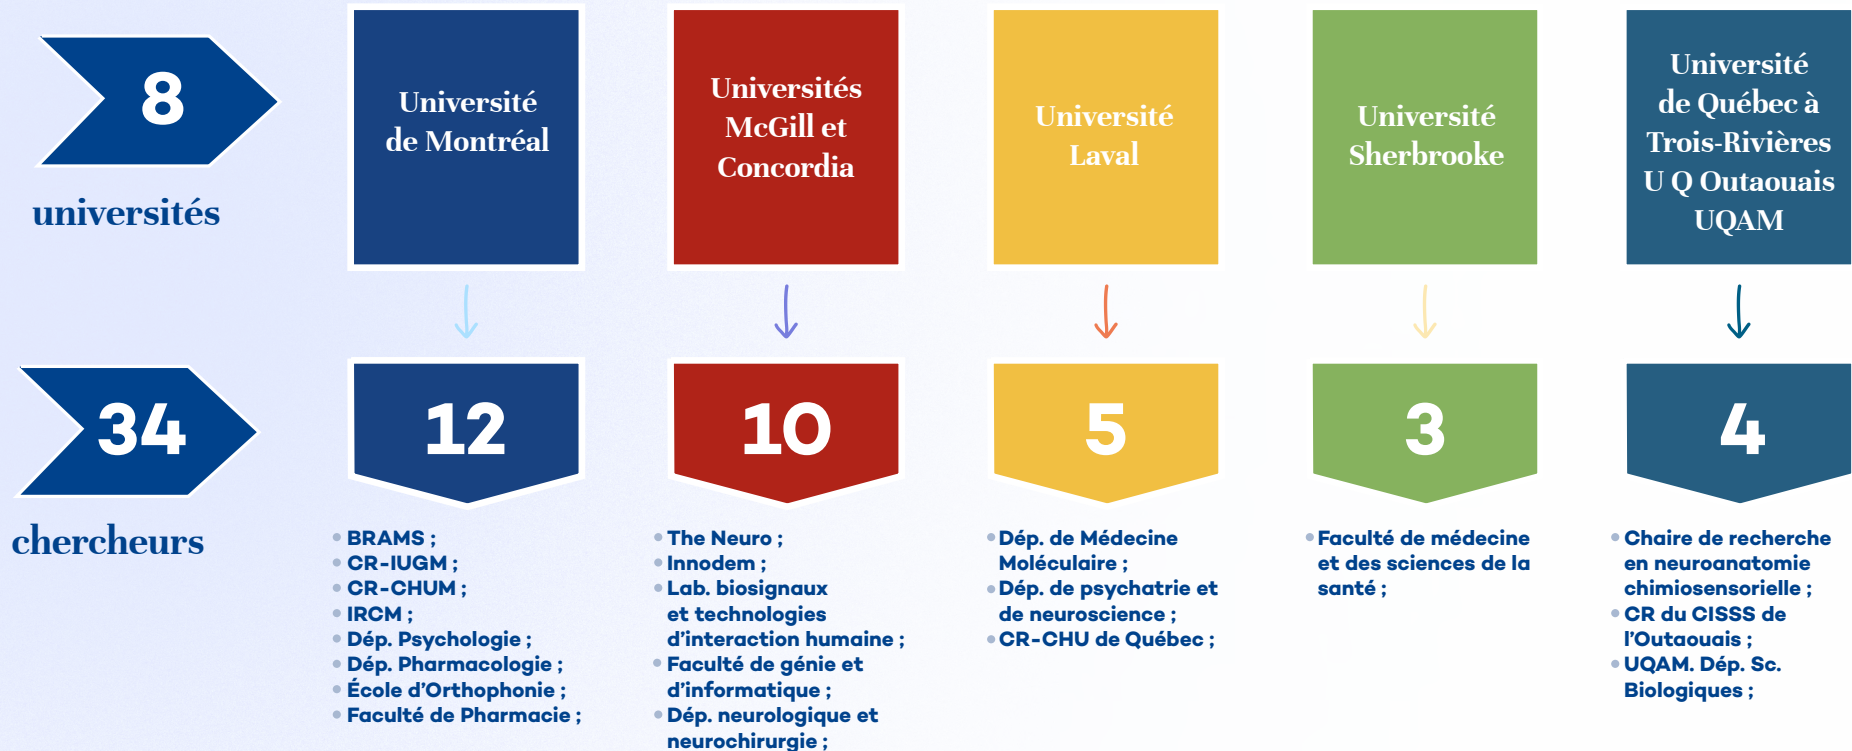 8
universités
Université
de Montréal
Universités
McGill et
Concordia
Université
Laval
Université
Sherbrooke
Université
de Québec à
Trois-Rivières
U Q Outaouais
UQAM
34
chercheurs
12
10
5
3
4
BRAMS ;
CR-IUGM ;
CR-CHUM ;
IRCM ;
Dép. Psychologie ;
Dép. Pharmacologie ;
École d'Orthophonie ;
Faculté de Pharmacie ;
The Neuro ;
Innodem ;
Lab. biosignaux
et technologies
d'interaction humaine ;
Faculté de génie et
d'informatique ;
Dép. neurologique et
neurochirurgie ;
Dép. de Médecine
Moléculaire ;
Dép. de psychatrie et
de neuroscience ;
CR-CHU de Québec ;
Faculté de médecine
et des sciences de la
santé ;
Chaire de recherche
en neuroanatomie
chimiosensorielle ;
CR du CISSS de
l'Outaouais ;
UQAM. Dép. Sc.
Biologiques ;